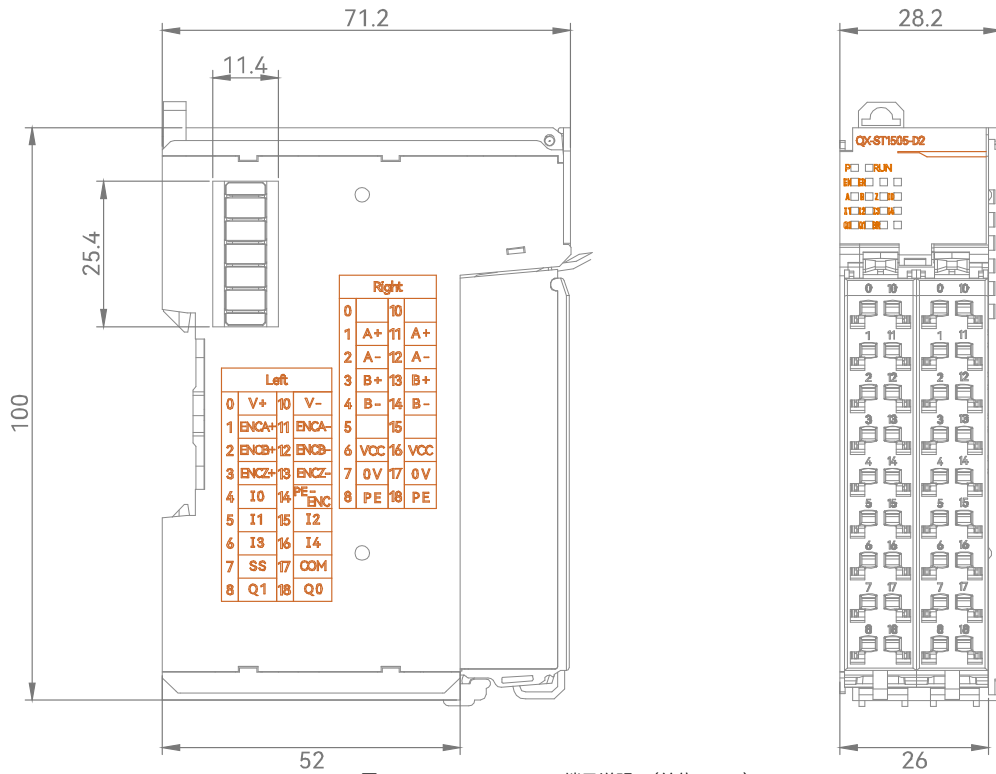 71.2
28.2
11.4
QX-ST1505-D2
P RUN
25.4
100
Right
0 10
1 A+ 11 A+
2 A- 12 A-
3 B+ 13 B+
4 B- 14 B-
5 15
6 VCC 16 VCC
7 0V 17 0V
8 PE 18 PE
Left
0 V+ 10 V-
1 ENCA+ 11 ENCA-
2 ENCB+ 12 ENCB-
3 ENCZ+ 13 ENCZ-
4 I0 14 PE-ENC
5 I1 15 I2
6 I3 16 I4
7 SS 17 COM
8 Q1 18 Q0
0 10 0 10
1 11 1 11
2 12 2 12
3 13 3 13
4 14 4 14
5 15 5 15
6 16 6 16
7 17 7 17
8 18 8 18
52
26